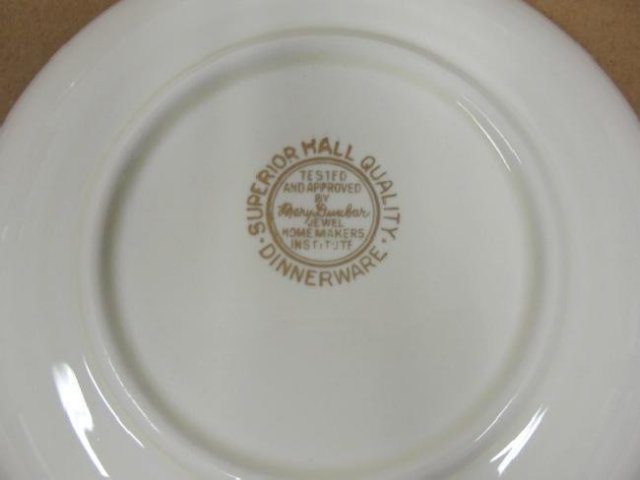 SUPERIOR HALL QUALITY
TESTED
AND APPROVED
BY
Mary Dunbar
JEWEL
HOMEMAKERS
INSTITUTE
· DINNERWARE ·